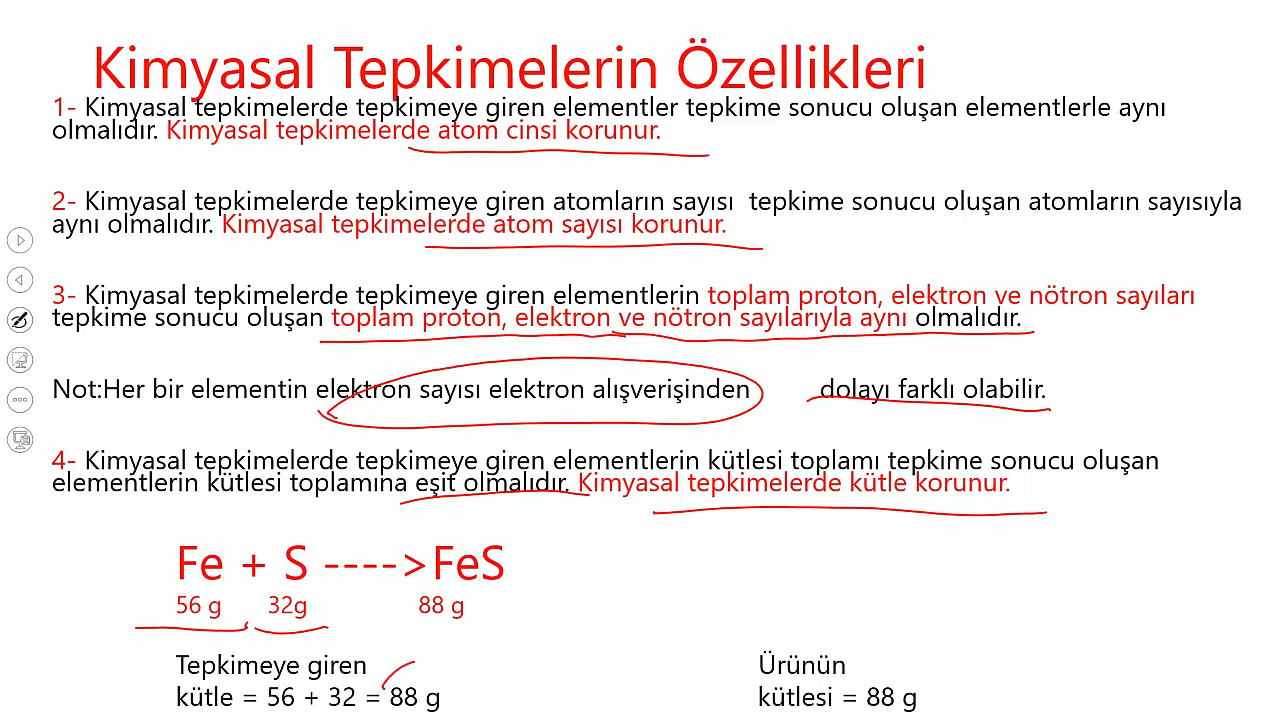 Kimyasal Tepkimelerin Özellikleri
1- Kimyasal tepkimelerde tepkimeye giren elementler tepkime sonucu oluşan elementlerle aynı
olmalıdır. Kimyasal tepkimelerde atom cinsi korunur.
2- Kimyasal tepkimelerde tepkimeye giren atomların sayısı tepkime sonucu oluşan atomların sayısıyla
aynı olmalıdır. Kimyasal tepkimelerde atom sayısı korunur.
3- Kimyasal tepkimelerde tepkimeye giren elementlerin toplam proton, elektron ve nötron sayıları
tepkime sonucu oluşan toplam proton, elektron ve nötron sayılarıyla aynı olmalıdır.
Not:Her bir elementin elektron sayısı elektron alışverişinden dolayı farklı olabilir.
4- Kimyasal tepkimelerde tepkimeye giren elementlerin kütlesi toplamı tepkime sonucu oluşan
elementlerin kütlesi toplamına eşit olmalıdır. Kimyasal tepkimelerde kütle korunur.
Fe + S ---->FeS
56 g 32g 88 g
Tepkimeye giren Ürünün
kütle = 56 + 32 = 88 g kütlesi = 88 g